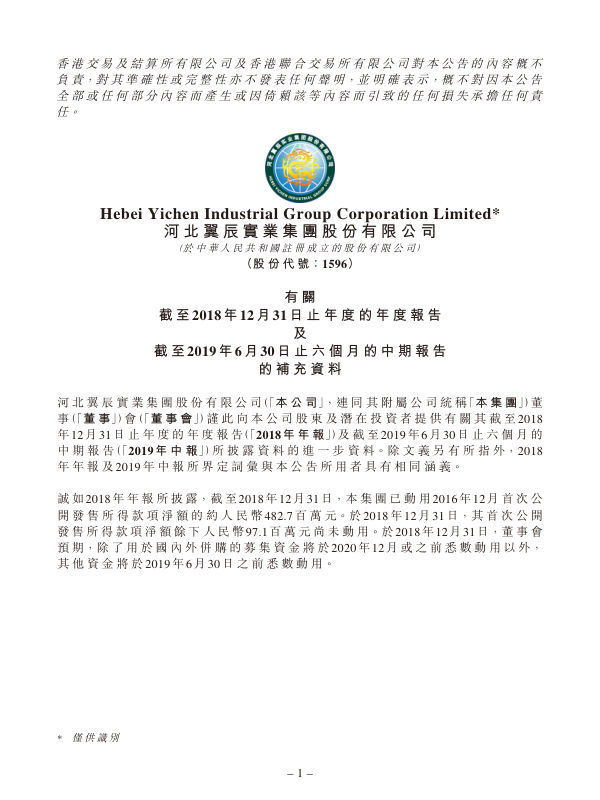 香港交易及結算所有限公司及香港聯合交易所有限公司對本公告的內容概不
負責，對其準確性或完整性亦不發表任何聲明，並明確表示，概不對因本公告
全部或任何部分內容而產生或因倚賴該等內容而引致的任何損失承擔任何責
任。
河北翼辰实业集团股份有限公司
HEBEI YICHEN INDUSTRIAL GROUP CORP
Hebei Yichen Industrial Group Corporation Limited*
河北翼辰實業集團股份有限公司
(於中華人民共和國註冊成立的股份有限公司)
（股份代號：1596）
有關
截至2018年12月31日止年度的年度報告
及
截至2019年6月30日止六個月的中期報告
的補充資料
河北翼辰實業集團股份有限公司(「本公司」，連同其附屬公司統稱「本集團」)董
事(「董事」)會(「董事會」)謹此向本公司股東及潛在投資者提供有關其截至2018
年12月31日止年度的年度報告(「2018年年報」)及截至2019年6月30日止六個月的
中期報告(「2019年中報」)所披露資料的進一步資料。除文義另有所指外，2018
年年報及2019年中報所界定詞彙與本公告所用者具有相同涵義。
誠如2018年年報所披露，截至2018年12月31日，本集團已動用2016年12月首次公
開發售所得款項淨額的約人民幣482.7百萬元。於2018年12月31日，其首次公開
發售所得款項淨額餘下人民幣97.1百萬元尚未動用。於2018年12月31日，董事會
預期，除了用於國內外併購的募集資金將於2020年12月或之前悉數動用以外，
其他資金將於2019年6月30日之前悉數動用。
* 僅供識別
– 1 –